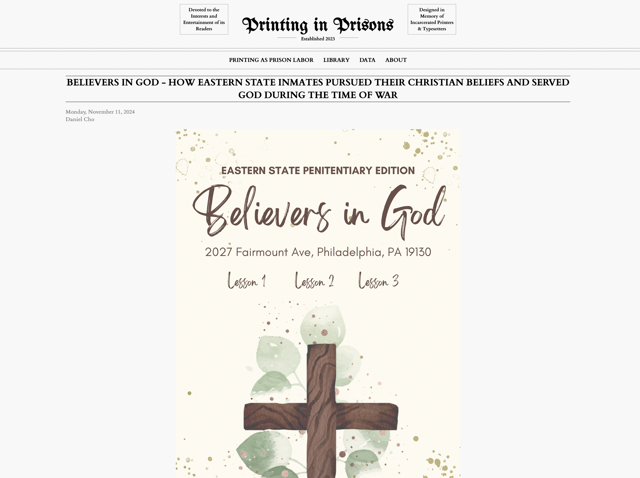 Devoted to the
Interests and
Entertainment of its
Readers
Printing in Prisons
Established 2023
Designed in
Memory of
Incarcerated Printers
& Typesetters
PRINTING AS PRISON LABOR LIBRARY DATA ABOUT
BELIEVERS IN GOD – HOW EASTERN STATE INMATES PURSUED THEIR CHRISTIAN BELIEFS AND SERVED
GOD DURING THE TIME OF WAR
Monday, November 11, 2024
Daniel Cho
EASTERN STATE PENITENTIARY EDITION
Believers in God
2027 Fairmount Ave, Philadelphia, PA 19130
Lesson 1 Lesson 2 Lesson 3